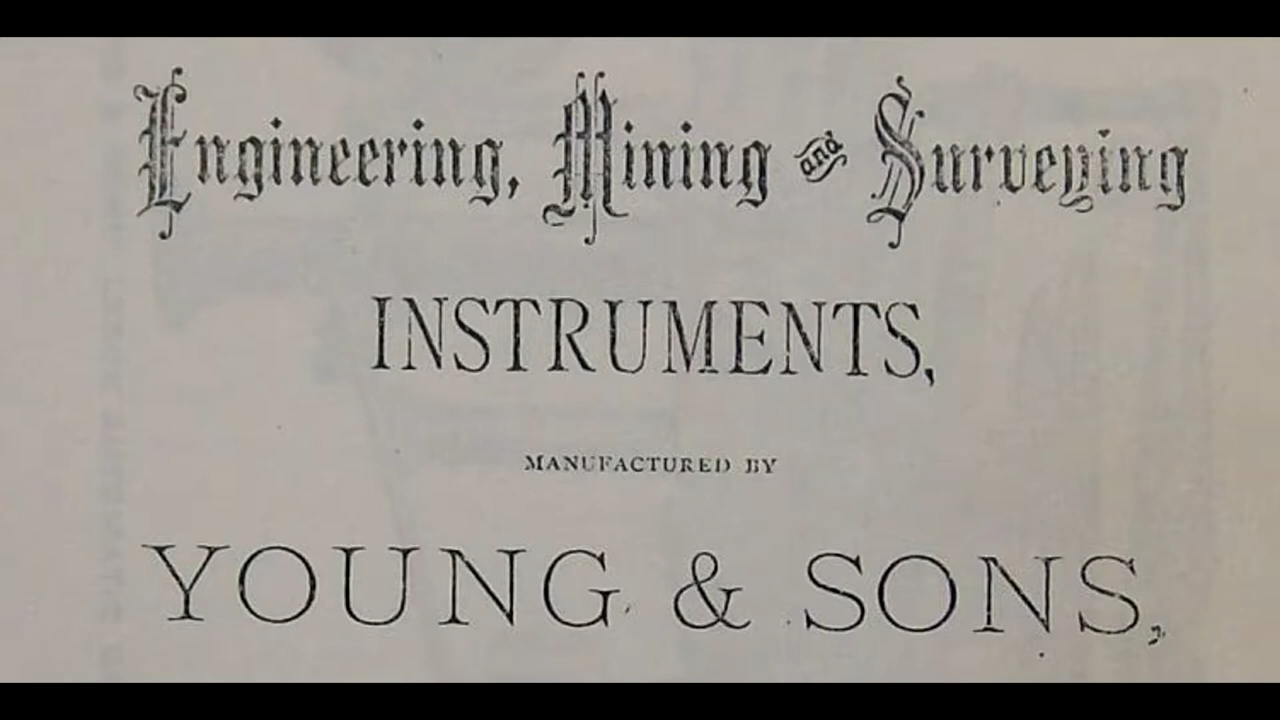 Engineering, Mining and Surveying
INSTRUMENTS,
MANUFACTURED BY
YOUNG & SONS,